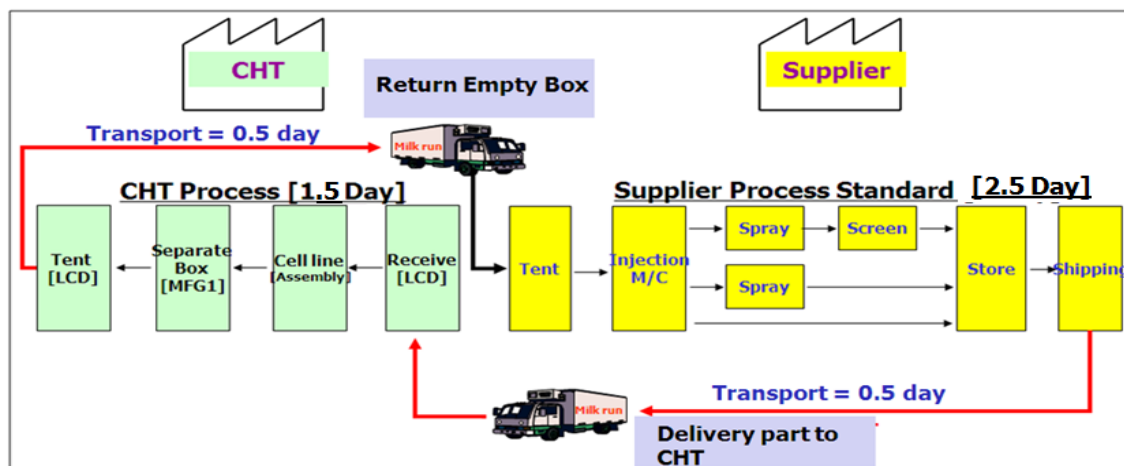 CHT
Supplier
Return Empty Box
Transport = 0.5 day
Milk run
CHT Process [1.5 Day]
Supplier Process Standard [2.5 Day]
Tent
[LCD]
Separate
Box
[MFG1]
Cell line
[Assembly]
Receive
[LCD]
Tent
Injection
M/C
Spray
Screen
Spray
Store
Shipping
Milk run
Transport = 0.5 day
Delivery part to
CHT